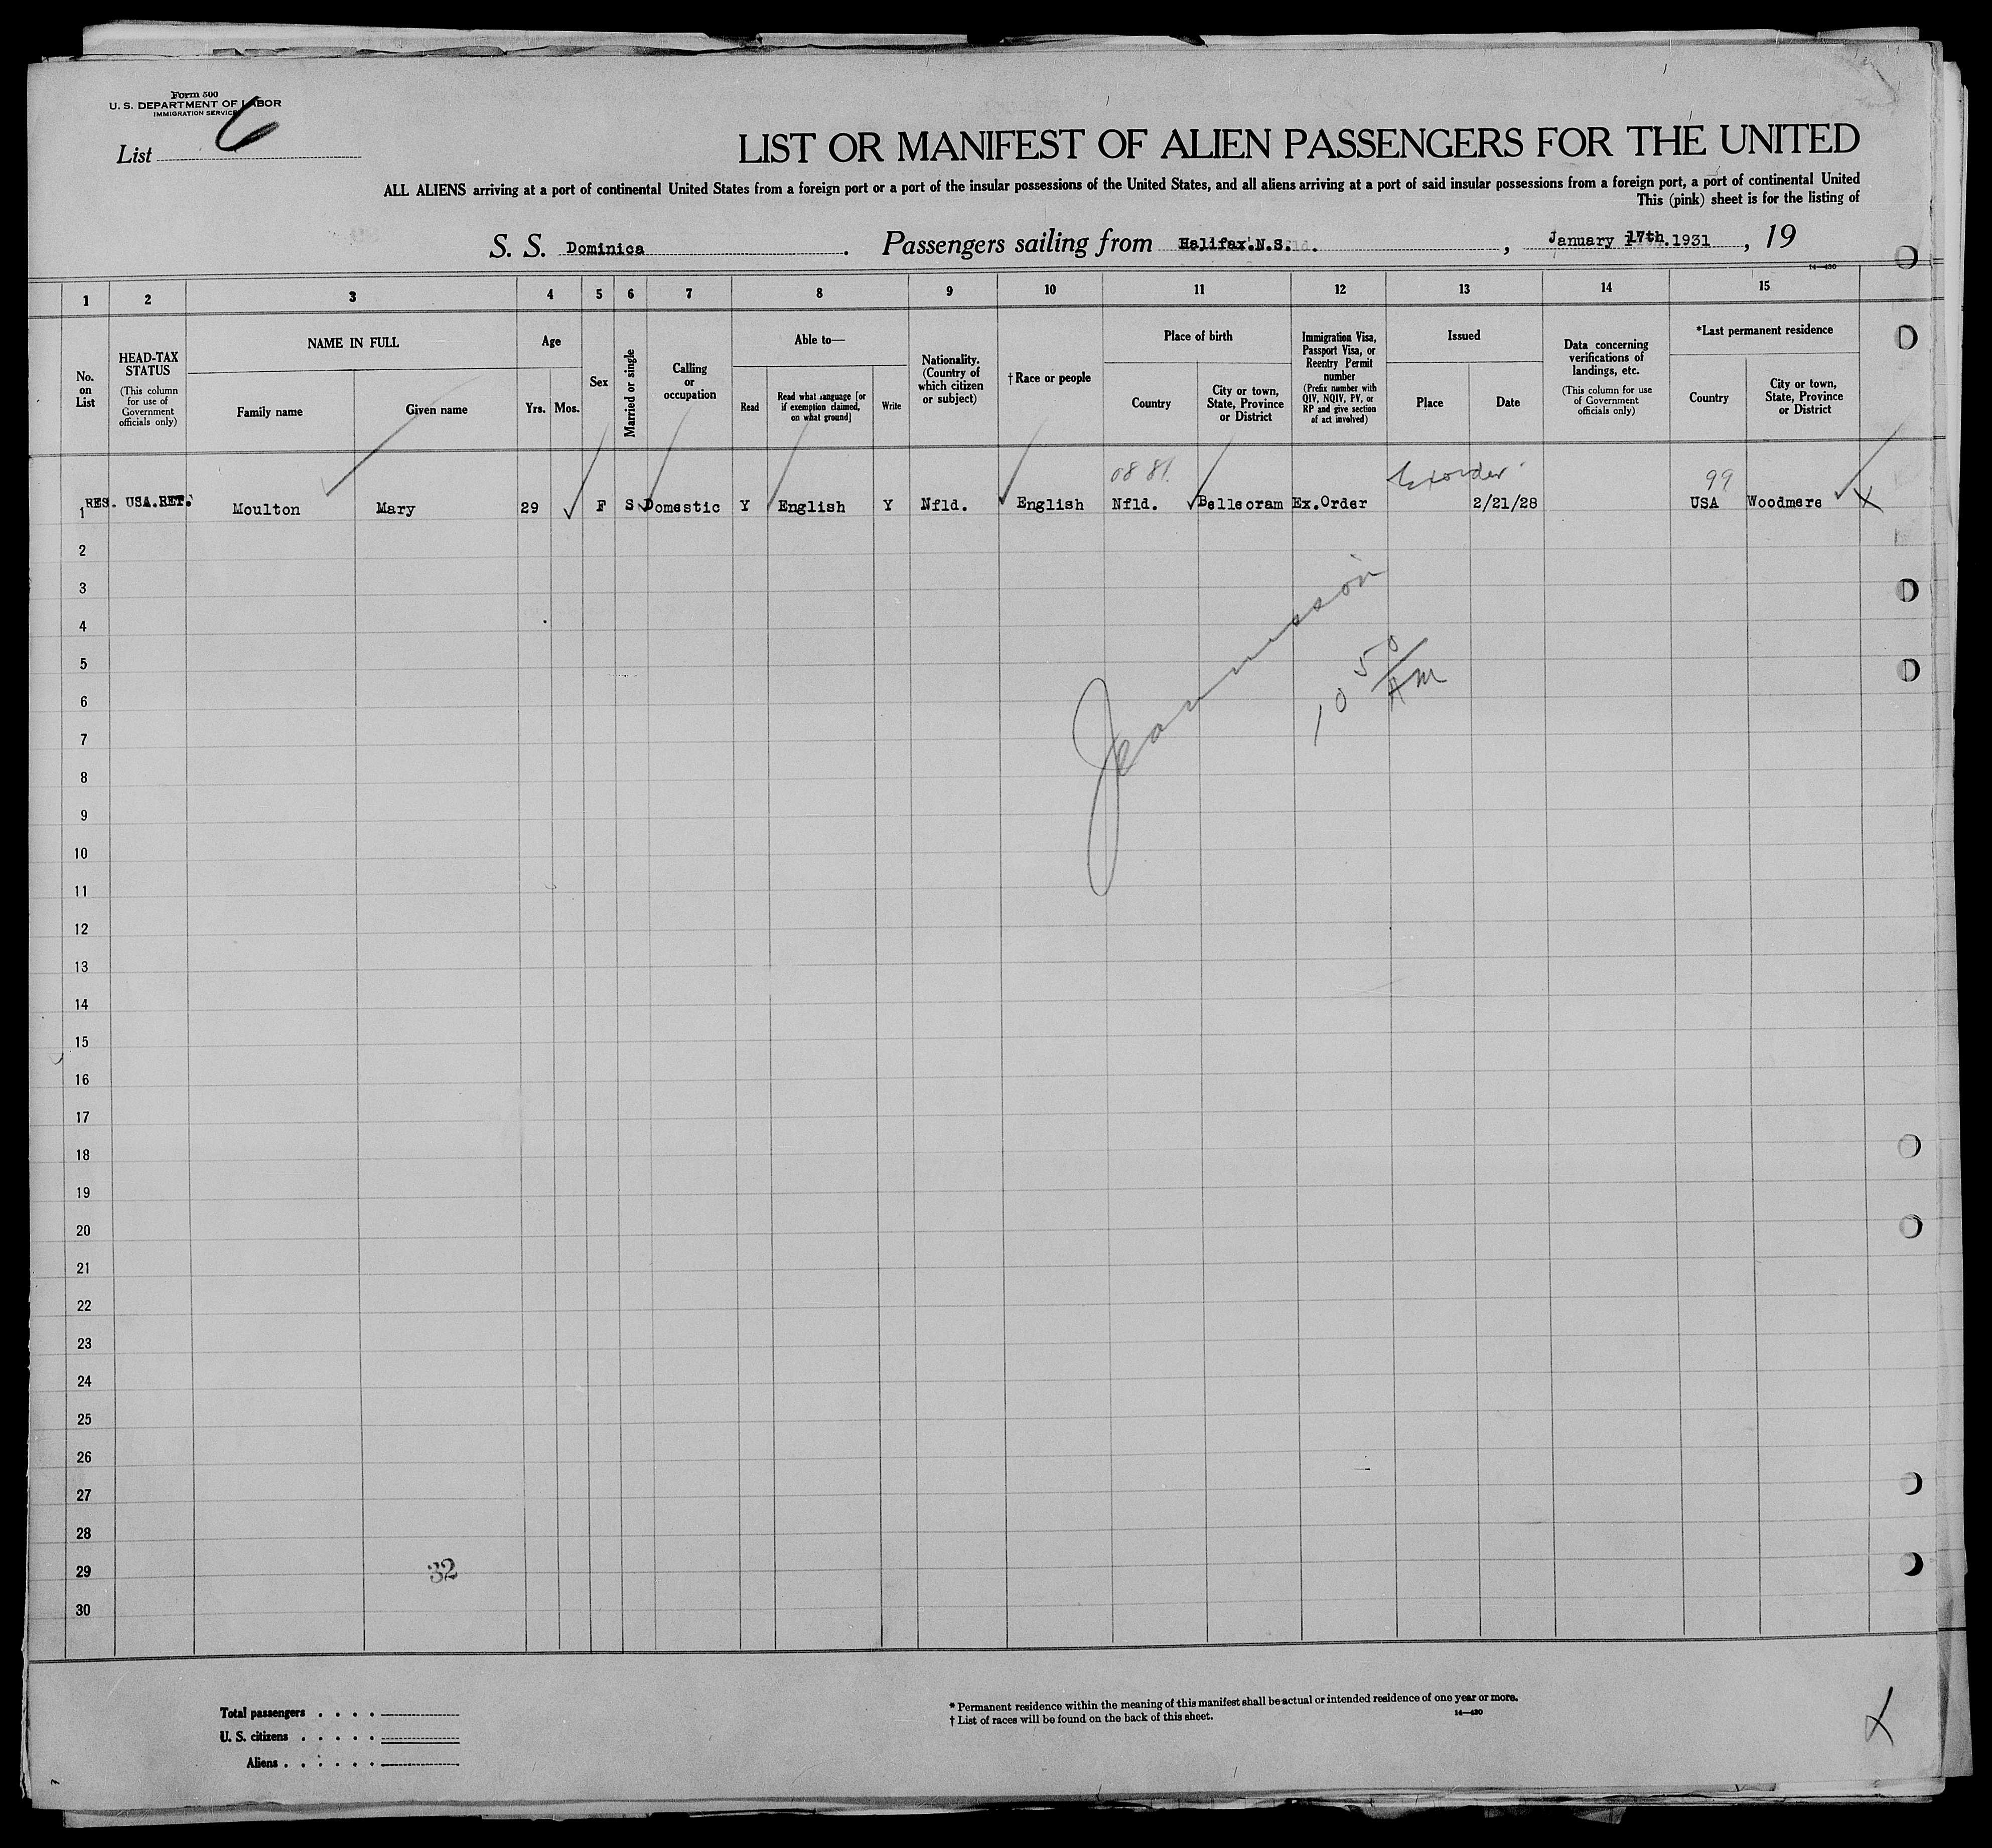 Form 500
U. S. DEPARTMENT OF LABOR
IMMIGRATION SERVICE
List 6
LIST OR MANIFEST OF ALIEN PASSENGERS FOR THE UNITED
ALL ALIENS arriving at a port of continental United States from a foreign port or a port of the insular possessions of the United States, and all aliens arriving at a port of said insular possessions from a foreign port, a port of continental United
This (pink) sheet is for the listing of
S. S. Dominica. Passengers sailing from Halifax.N.S. , January 17th.1931 , 19
14—430
1 2 3 4 5 6 7 8 9 10 11 12 13 14 15
No. on List
HEAD-TAX STATUS
(This column for use of Government officials only)
NAME IN FULL
Family name
Given name
Age
Yrs. Mos.
Sex
Married or single
Calling or occupation
Able to—
Read
Read what language [or if exemption claimed, on what ground]
Write
Nationality. (Country of which citizen or subject)
†Race or people
Place of birth
Country
City or town, State, Province or District
Immigration Visa, Passport Visa, or Reentry Permit number
(Prefix number with QIV, NQIV, PV, or RP and give section of act involved)
Issued
Place
Date
Data concerning verifications of landings, etc.
(This column for use of Government officials only)
*Last permanent residence
Country
City or town, State, Province or District
0881 Exorder 99
1 RES. USA.RET. Moulton Mary 29 F S Domestic Y English Y Nfld. English Nfld. Belleoram Ex.Order 2/21/28 USA Woodmere X
2
3
4
5
6
7
8
9
10
11
12
13
14
15
16
17
18
19
20
21
22
23
24
25
26
27
28
29
30
10 50 AM
32
Total passengers . . . .
U. S. citizens . . . . .
Aliens . . . . . .
* Permanent residence within the meaning of this manifest shall be actual or intended residence of one year or more.
† List of races will be found on the back of this sheet.
14—430
X